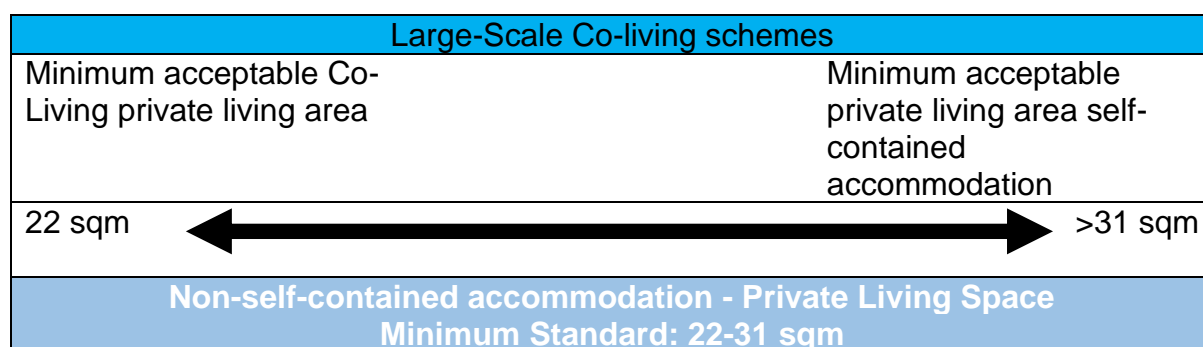 Large-Scale Co-living schemes
Minimum acceptable Co-
Living private living area
Minimum acceptable
private living area self-
contained
accommodation
22 sqm
>31 sqm
Non-self-contained accommodation - Private Living Space
Minimum Standard: 22-31 sqm